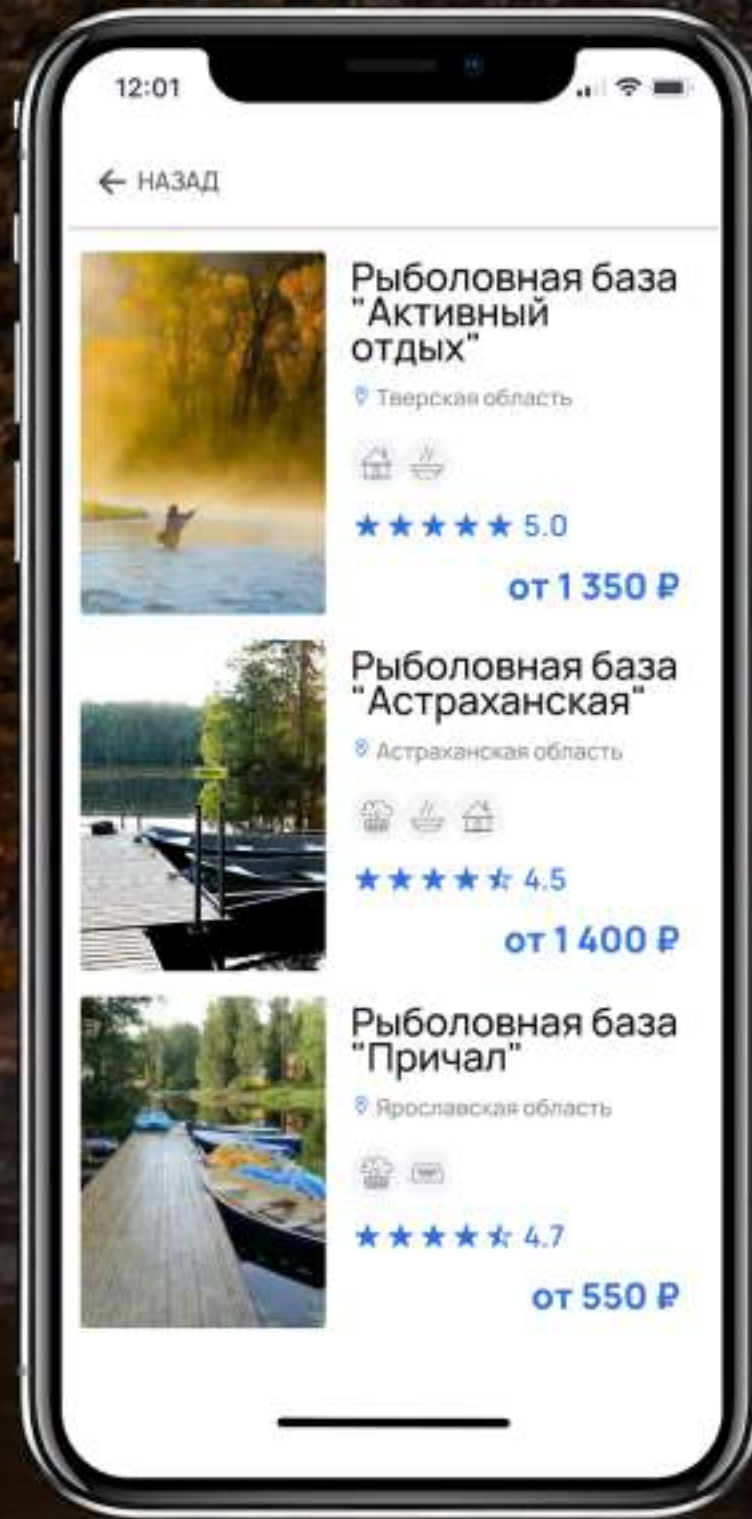 12:01
← НАЗАД
Рыболовная база
"Активный
отдых"
Тверская область
5.0
от 1 350 ₽
Рыболовная база
"Астраханская"
Астраханская область
4.5
от 1 400 ₽
Рыболовная база
"Причал"
Ярославская область
4.7
от 550 ₽